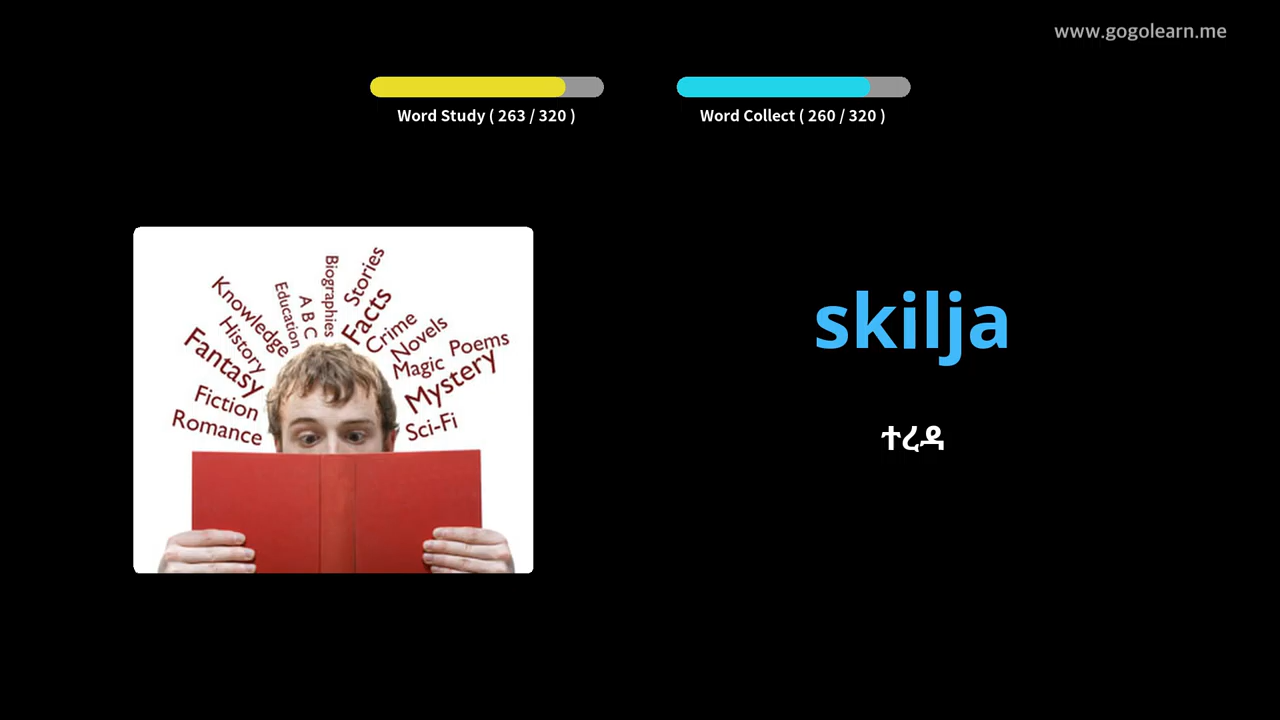 www.gogolearn.me
Word Study ( 263 / 320 )
Word Collect ( 260 / 320 )
Biographies
Stories
Knowledge
Education
A B C
Facts
History
Crime
Novels
Fantasy
Magic
Poems
Mystery
Fiction
Romance
Sci-Fi
skilja
ተረዳ